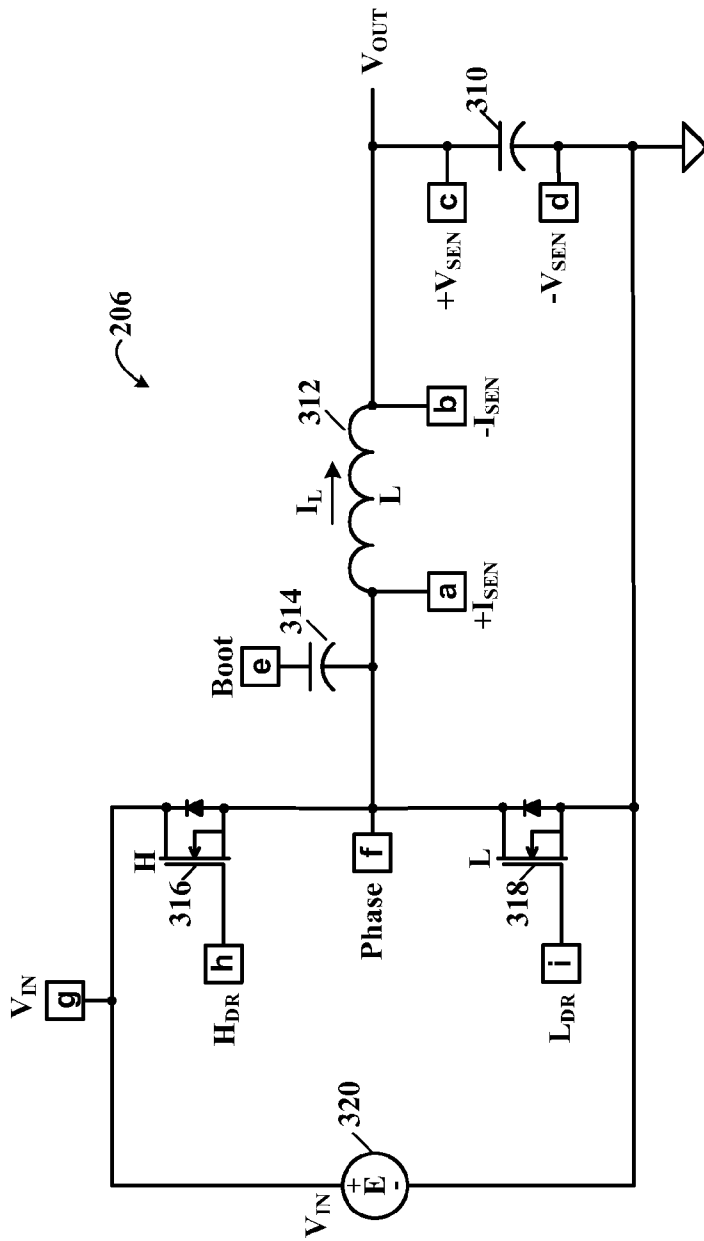 206
V_IN
g
V_IN
320
+
E
-
H
316
h
H_DR
Phase
f
L
318
i
L_DR
Boot
e
314
I_L
312
L
a
+I_SEN
b
-I_SEN
V_OUT
c
+V_SEN
310
d
-V_SEN